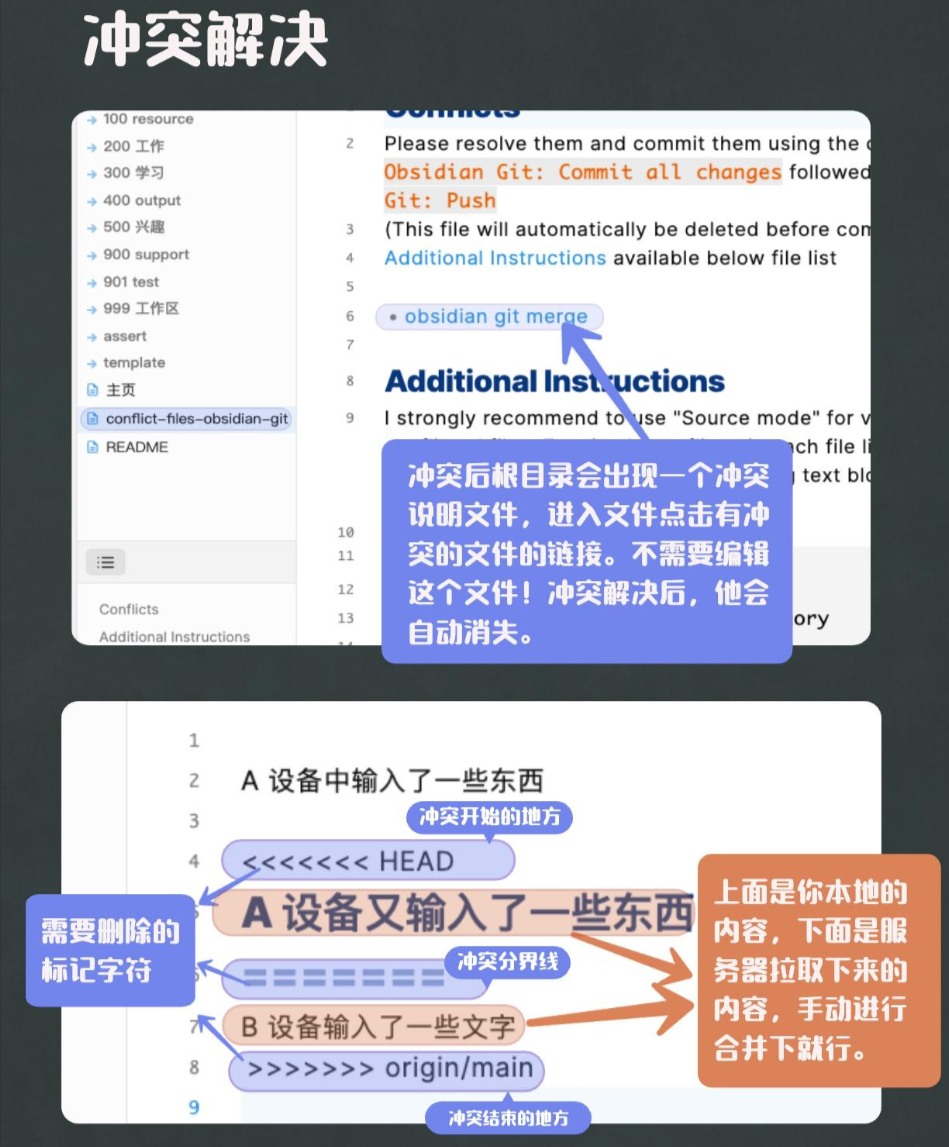 冲突解决
100 resource
200 工作
300 学习
400 output
500 兴趣
900 support
901 test
999 工作区
assert
template
主页
conflict-files-obsidian-git
README
Conflicts
Additional Instructions
Conflicts
2 Please resolve them and commit them using the
Obsidian Git: Commit all changes followed
Git: Push
3 (This file will automatically be deleted before com
4 Additional Instructions available below file list
5
6 • obsidian git merge
7
8 Additional Instructions
9 I strongly recommend to use "Source mode" for v
ch file li
text blo
10
11
12
13 ory
冲突后根目录会出现一个冲突
说明文件，进入文件点击有冲
突的文件的链接。不需要编辑
这个文件！冲突解决后，他会
自动消失。
1
2 A 设备中输入了一些东西
3
冲突开始的地方
4 <<<<<<< HEAD
A 设备又输入了一些东西
冲突分界线
=======
7 B 设备输入了一些文字
8 >>>>>>> origin/main
9
冲突结束的地方
需要删除的
标记字符
上面是你本地的
内容，下面是服
务器拉取下来的
内容，手动进行
合并下就行。